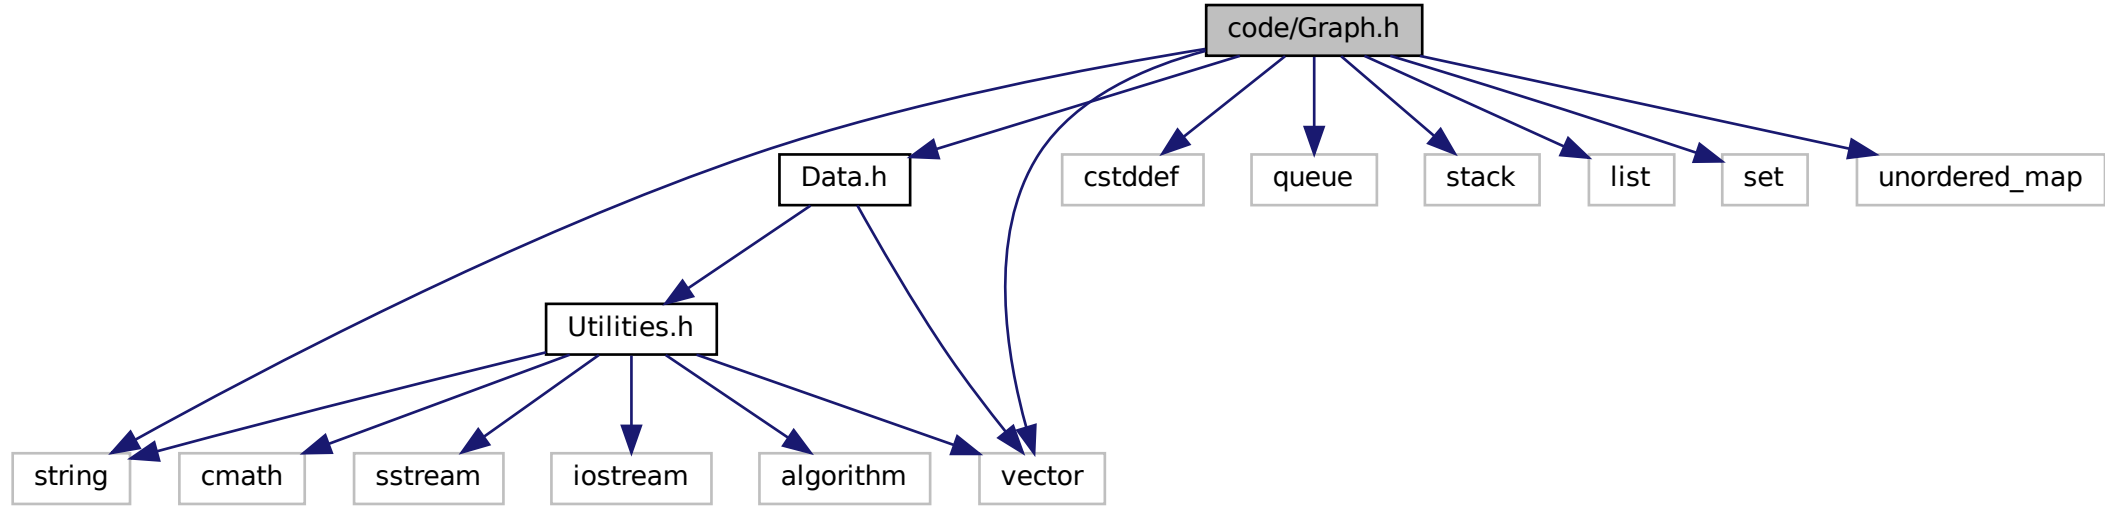 code/Graph.h
Data.h
cstddef
queue
stack
list
set
unordered_map
Utilities.h
string
cmath
sstream
iostream
algorithm
vector